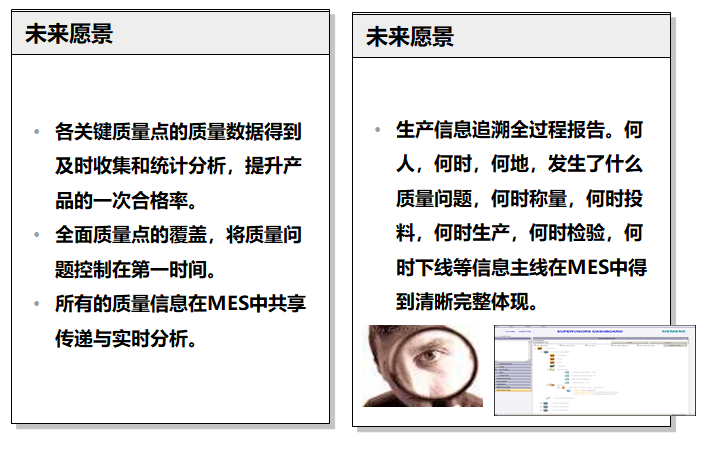 未来愿景
• 各关键质量点的质量数据得到
及时收集和统计分析，提升产
品的一次合格率。
• 全面质量点的覆盖，将质量问
题控制在第一时间。
• 所有的质量信息在MES中共享
传递与实时分析。
未来愿景
• 生产信息追溯全过程报告。何
人，何时，何地，发生了什么
质量问题，何时称量，何时投
料，何时生产，何时检验，何
时下线等信息主线在MES中得
到清晰完整体现。
SUPERVISORS DASHBOARD
SIEMENS